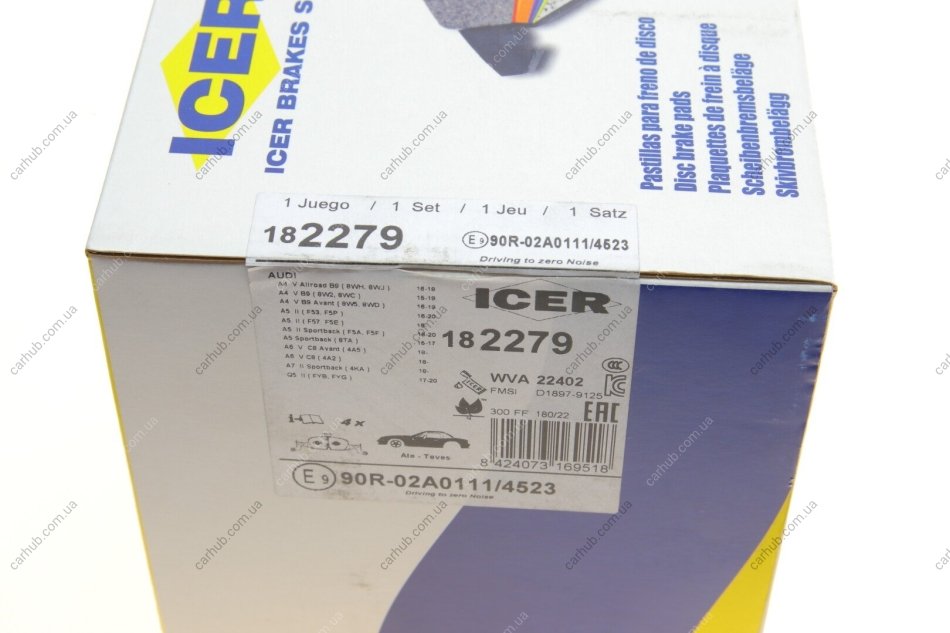 ICER
ICER BRAKES S
Pastillas para freno de disco
Disc brake pads
Plaquettes de frein à disque
Scheibenbremsbeläge
Skivbrombelägg
1 Juego / 1 Set / 1 Jeu / 1 Satz
182279
E9 90R-02A0111/4523
Driving to zero Noise
AUDI
A4 V Allroad B9 ( 8WH, 8WJ ) 16-19
A4 V B9 ( 8W2, 8WC ) 15-19
A4 V B9 Avant ( 8W5, 8WD ) 15-19
A5 II ( F53, F5P ) 16-20
A5 II ( F57, F5E )
A5 II Sportback ( F5A, F5F ) 16-20
A5 Sportback ( 8TA ) 16-17
A6 V C8 Avant ( 4A5 ) 18-
A6 V C8 ( 4A2 ) 18-
A7 II Sportback ( 4KA ) 18-
Q5 II ( FYB, FYG ) 17-20
ICER
182279
WVA 22402
FMSI D1897-9125
300 FF 180/22
EAC
4 x
Ate - Teves
8 424073 169518
E9 90R-02A0111/4523
Driving to zero Noise
carhub.com.ua